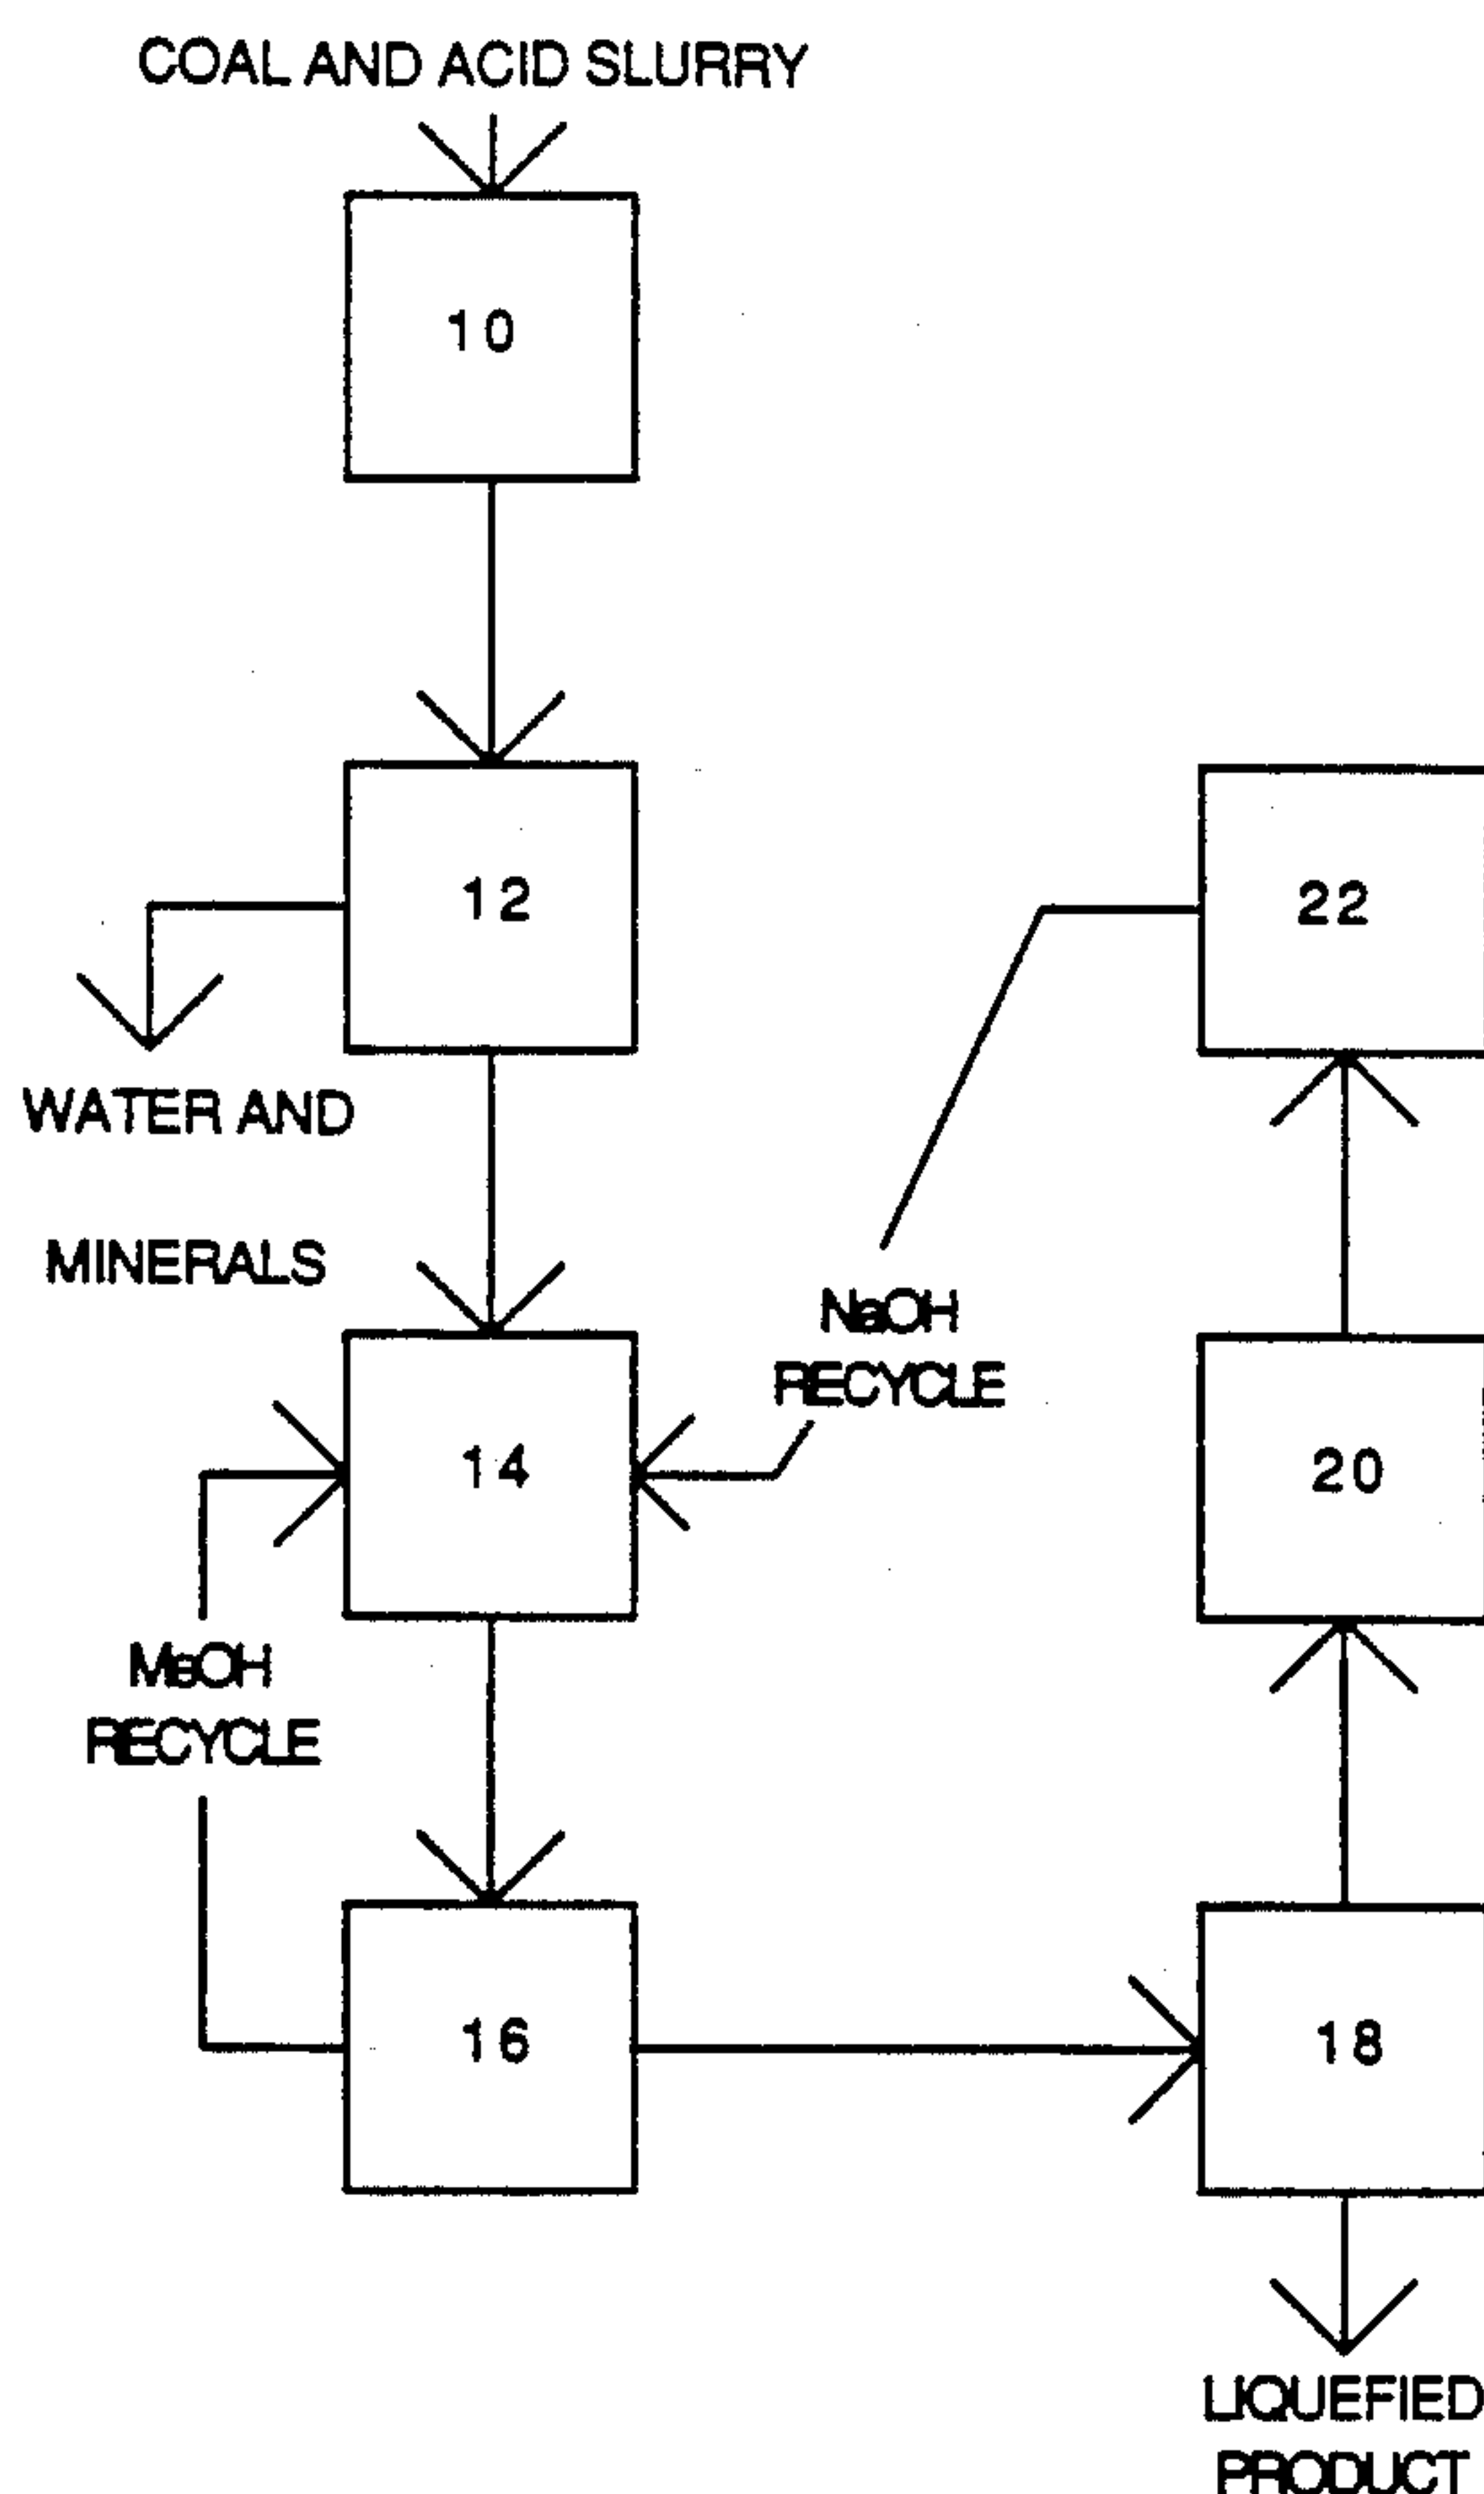 COAL AND ACID SLURRY
10
12
22
WATER AND
MINERALS
NaOH
RECYCLE
14
20
MeOH
RECYCLE
16
18
LIQUEFIED
PRODUCT